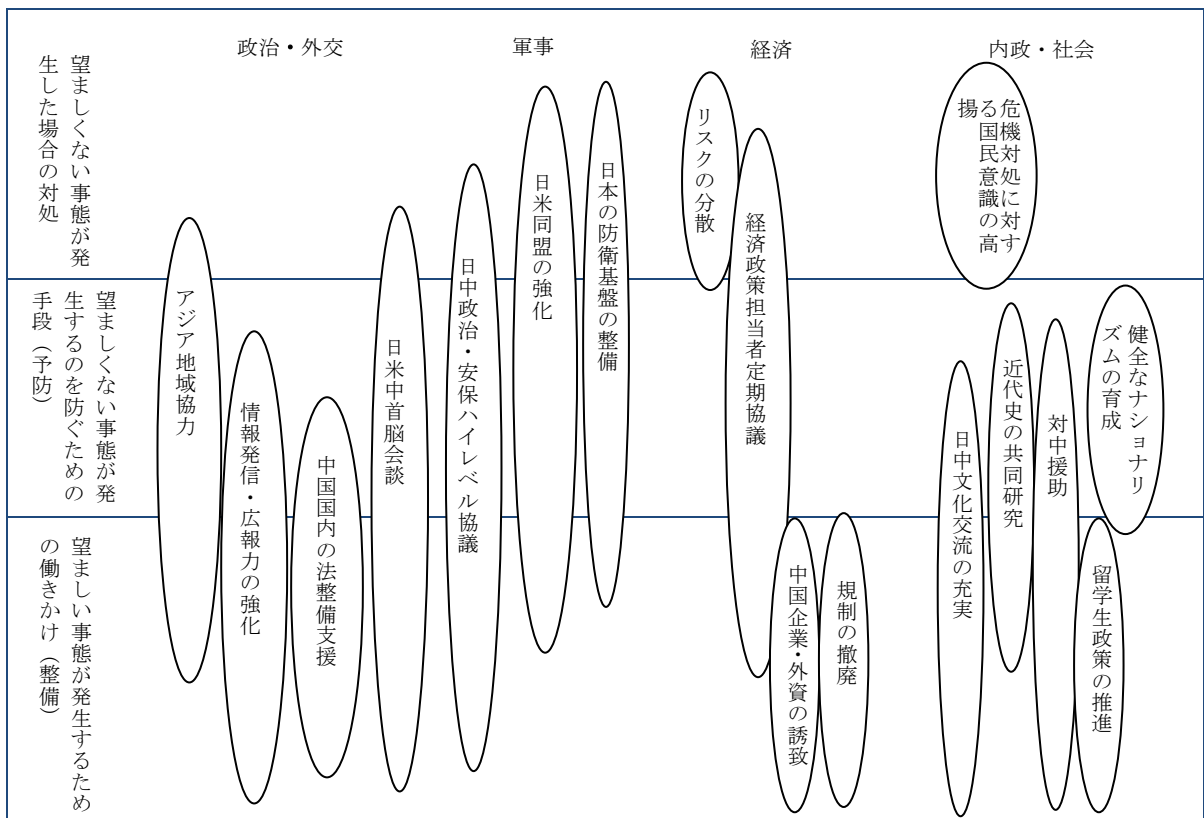 政治・外交
軍事
経済
内政・社会
望ましくない事態が発
生した場合の対処
望ましくない事態が発
生するのを防ぐための
手段（予防）
望ましい事態が発生するため
の働きかけ（整備）
アジア地域協力
情報発信・広報力の強化
中国国内の法整備支援
日米中首脳会談
日中政治・安保ハイレベル協議
日米同盟の強化
日本の防衛基盤の整備
リスクの分散
経済政策担当者定期協議
中国企業・外資の誘致
規制の撤廃
危機対処に対す
る国民意識の高
揚
日中文化交流の充実
近代史の共同研究
対中援助
健全なナショナリ
ズムの育成
留学生政策の推進